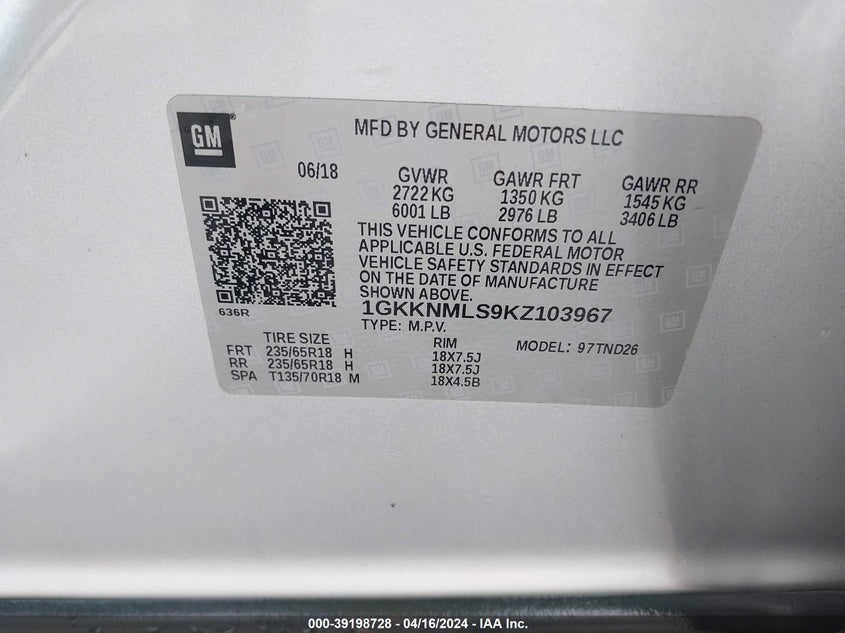 GM®
MFD BY GENERAL MOTORS LLC
06/18
GVWR
2722 KG
6001 LB
GAWR FRT
1350 KG
2976 LB
GAWR RR
1545 KG
3406 LB
THIS VEHICLE CONFORMS TO ALL
APPLICABLE U.S. FEDERAL MOTOR
VEHICLE SAFETY STANDARDS IN EFFECT
ON THE DATE OF MANUFACTURE
SHOWN ABOVE.
636R
1GKKNMLS9KZ103967
TYPE: M.P.V.
MODEL: 97TND26
TIRE SIZE RIM
FRT 235/65R18 H 18X7.5J
RR 235/65R18 H 18X7.5J
SPA T135/70R18 M 18X4.5B
000-39198728 - 04/16/2024 - IAA Inc.